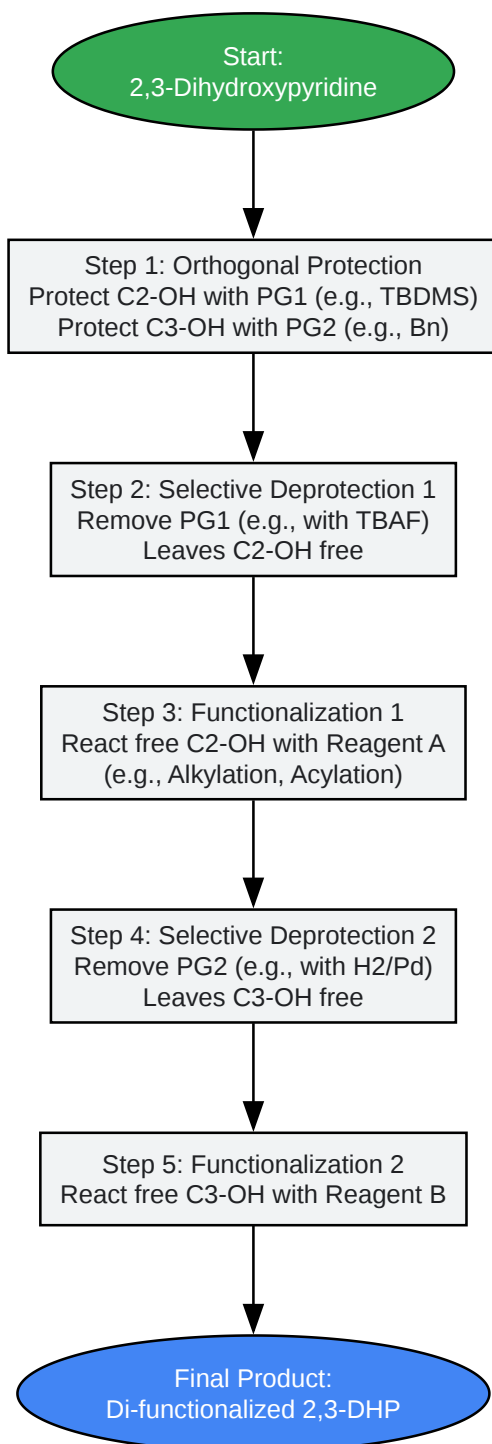 Start:
2,3-Dihydroxypyridine
Step 1: Orthogonal Protection
Protect C2-OH with PG1 (e.g., TBDMS)
Protect C3-OH with PG2 (e.g., Bn)
Step 2: Selective Deprotection 1
Remove PG1 (e.g., with TBAF)
Leaves C2-OH free
Step 3: Functionalization 1
React free C2-OH with Reagent A
(e.g., Alkylation, Acylation)
Step 4: Selective Deprotection 2
Remove PG2 (e.g., with H2/Pd)
Leaves C3-OH free
Step 5: Functionalization 2
React free C3-OH with Reagent B
Final Product:
Di-functionalized 2,3-DHP